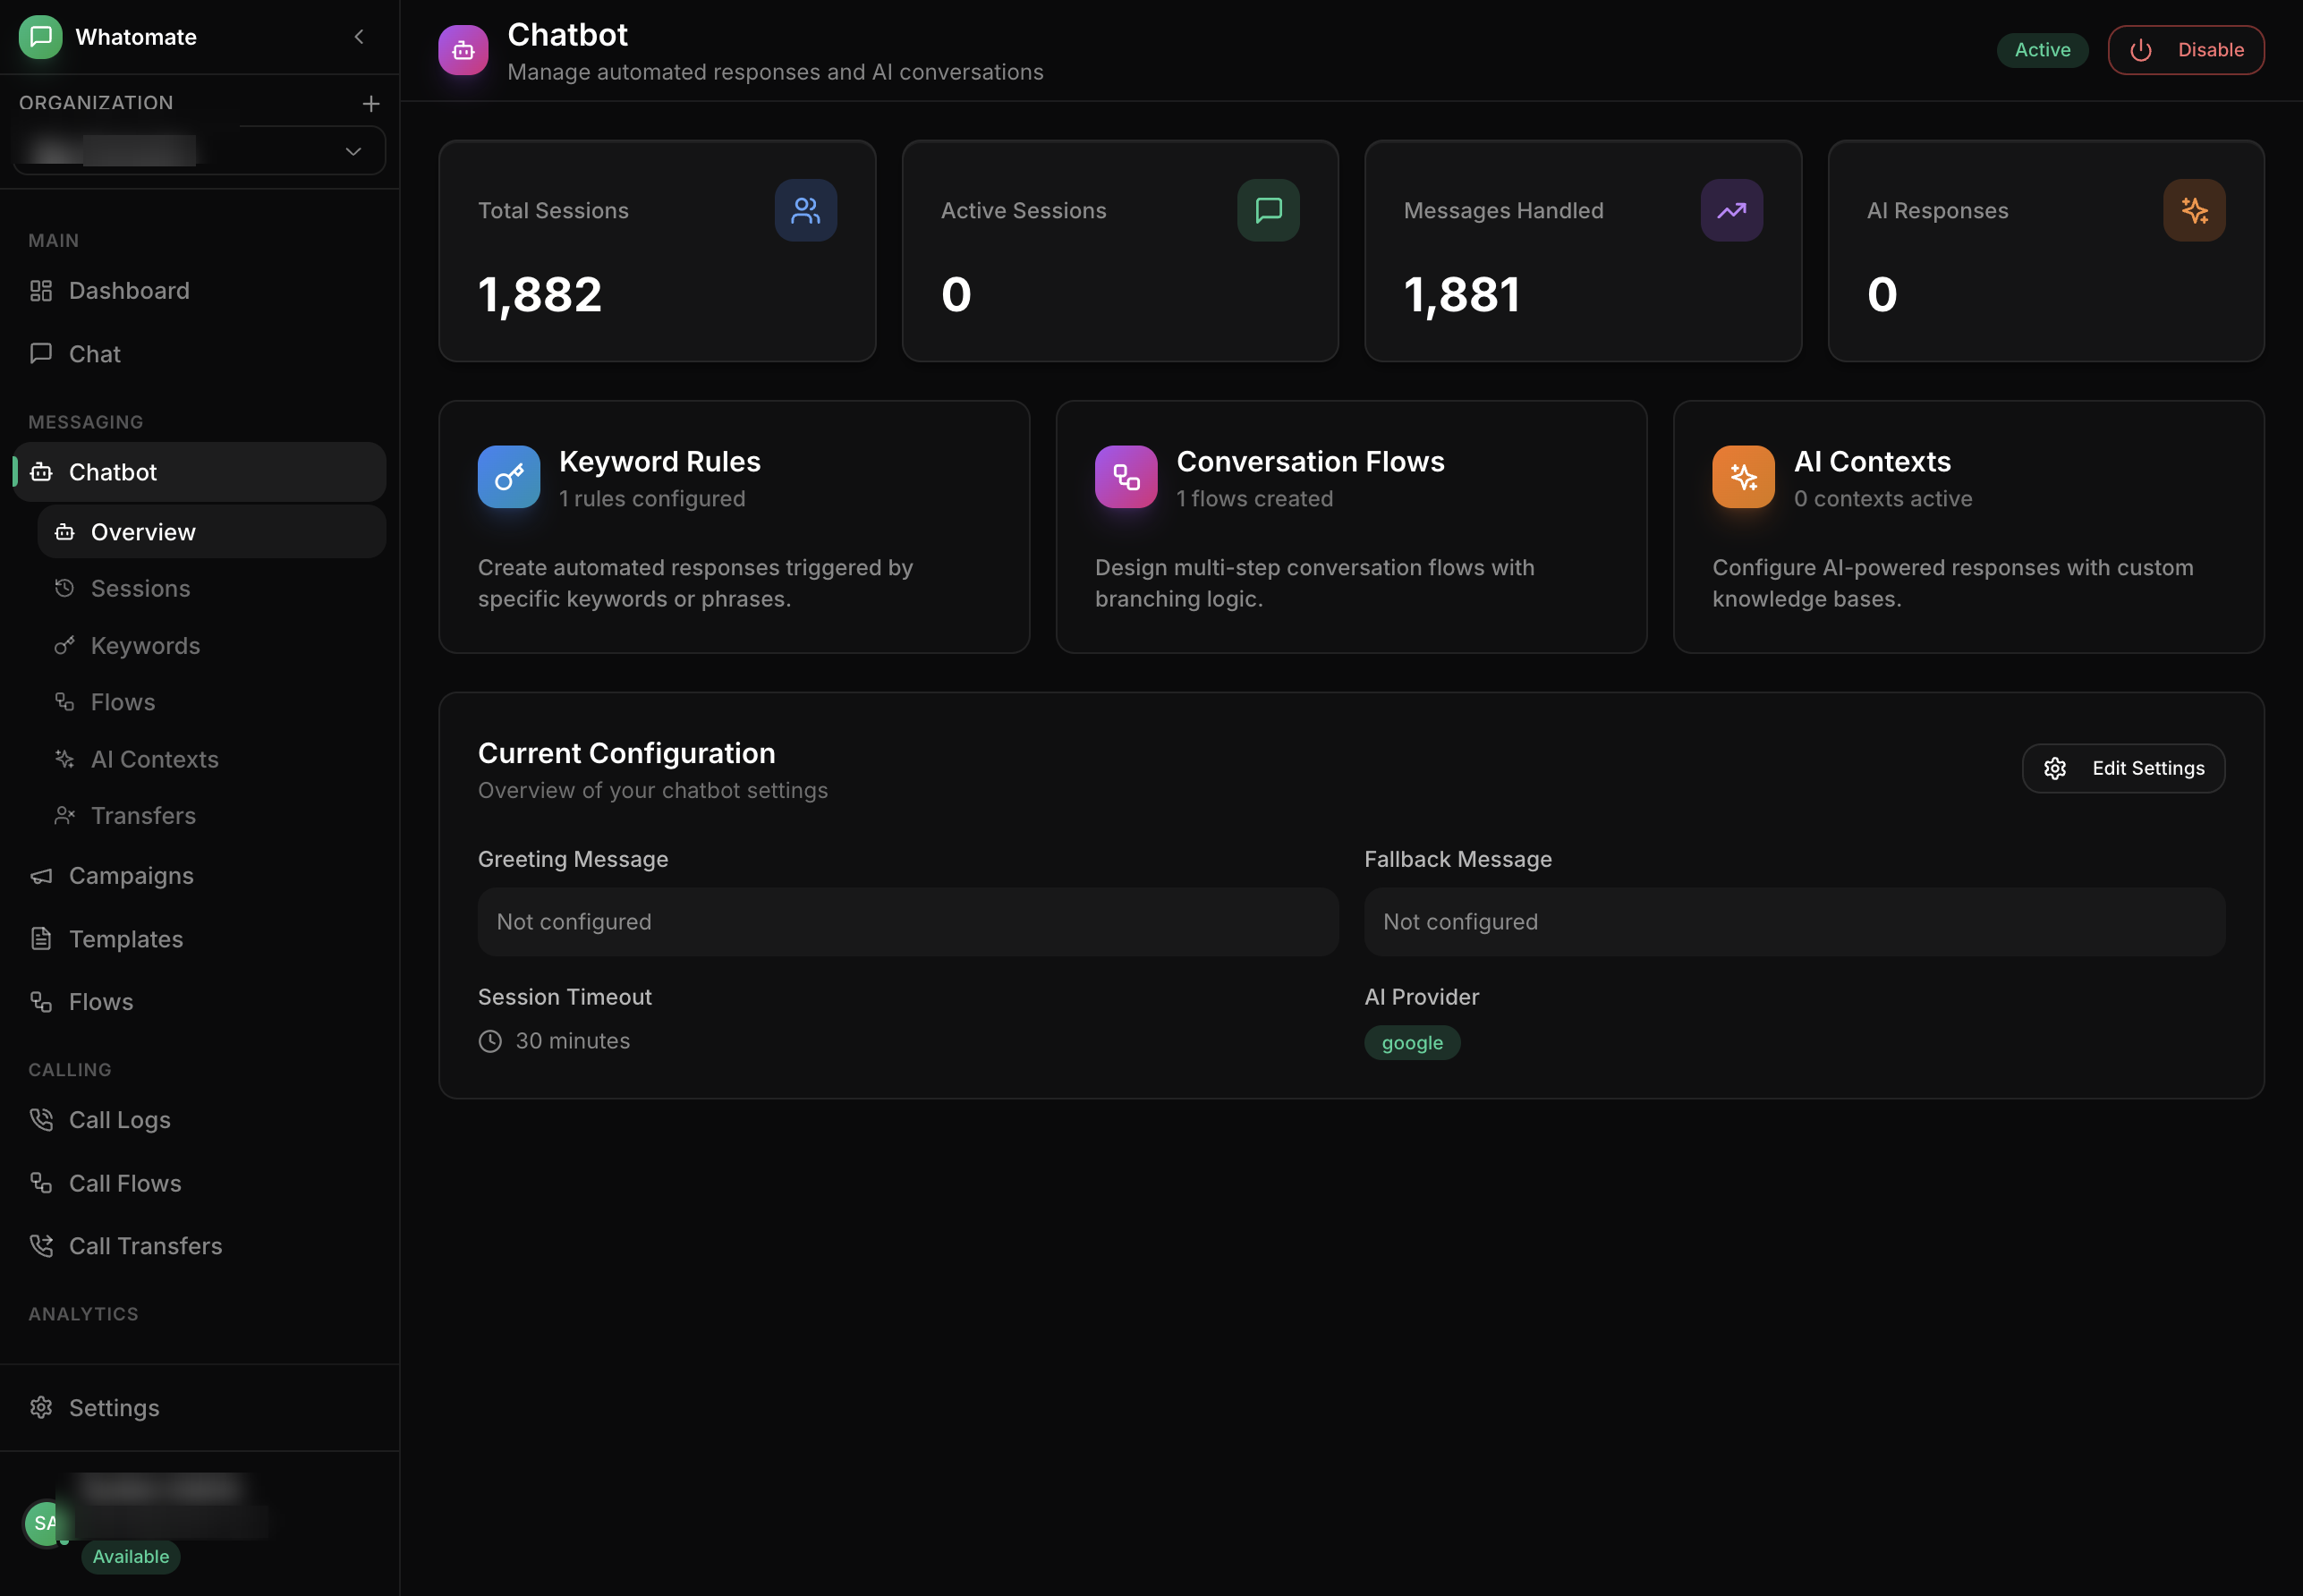 Whatomate
ORGANIZATION
MAIN
Dashboard
Chat
MESSAGING
Chatbot
Overview
Sessions
Keywords
Flows
AI Contexts
Transfers
Campaigns
Templates
Flows
CALLING
Call Logs
Call Flows
Call Transfers
ANALYTICS
Settings
SA
Available
Chatbot
Manage automated responses and AI conversations
Active
Disable
Total Sessions
1,882
Active Sessions
0
Messages Handled
1,881
AI Responses
0
Keyword Rules
1 rules configured
Create automated responses triggered by
specific keywords or phrases.
Conversation Flows
1 flows created
Design multi-step conversation flows with
branching logic.
AI Contexts
0 contexts active
Configure AI-powered responses with custom
knowledge bases.
Current Configuration
Overview of your chatbot settings
Edit Settings
Greeting Message
Not configured
Fallback Message
Not configured
Session Timeout
30 minutes
AI Provider
google